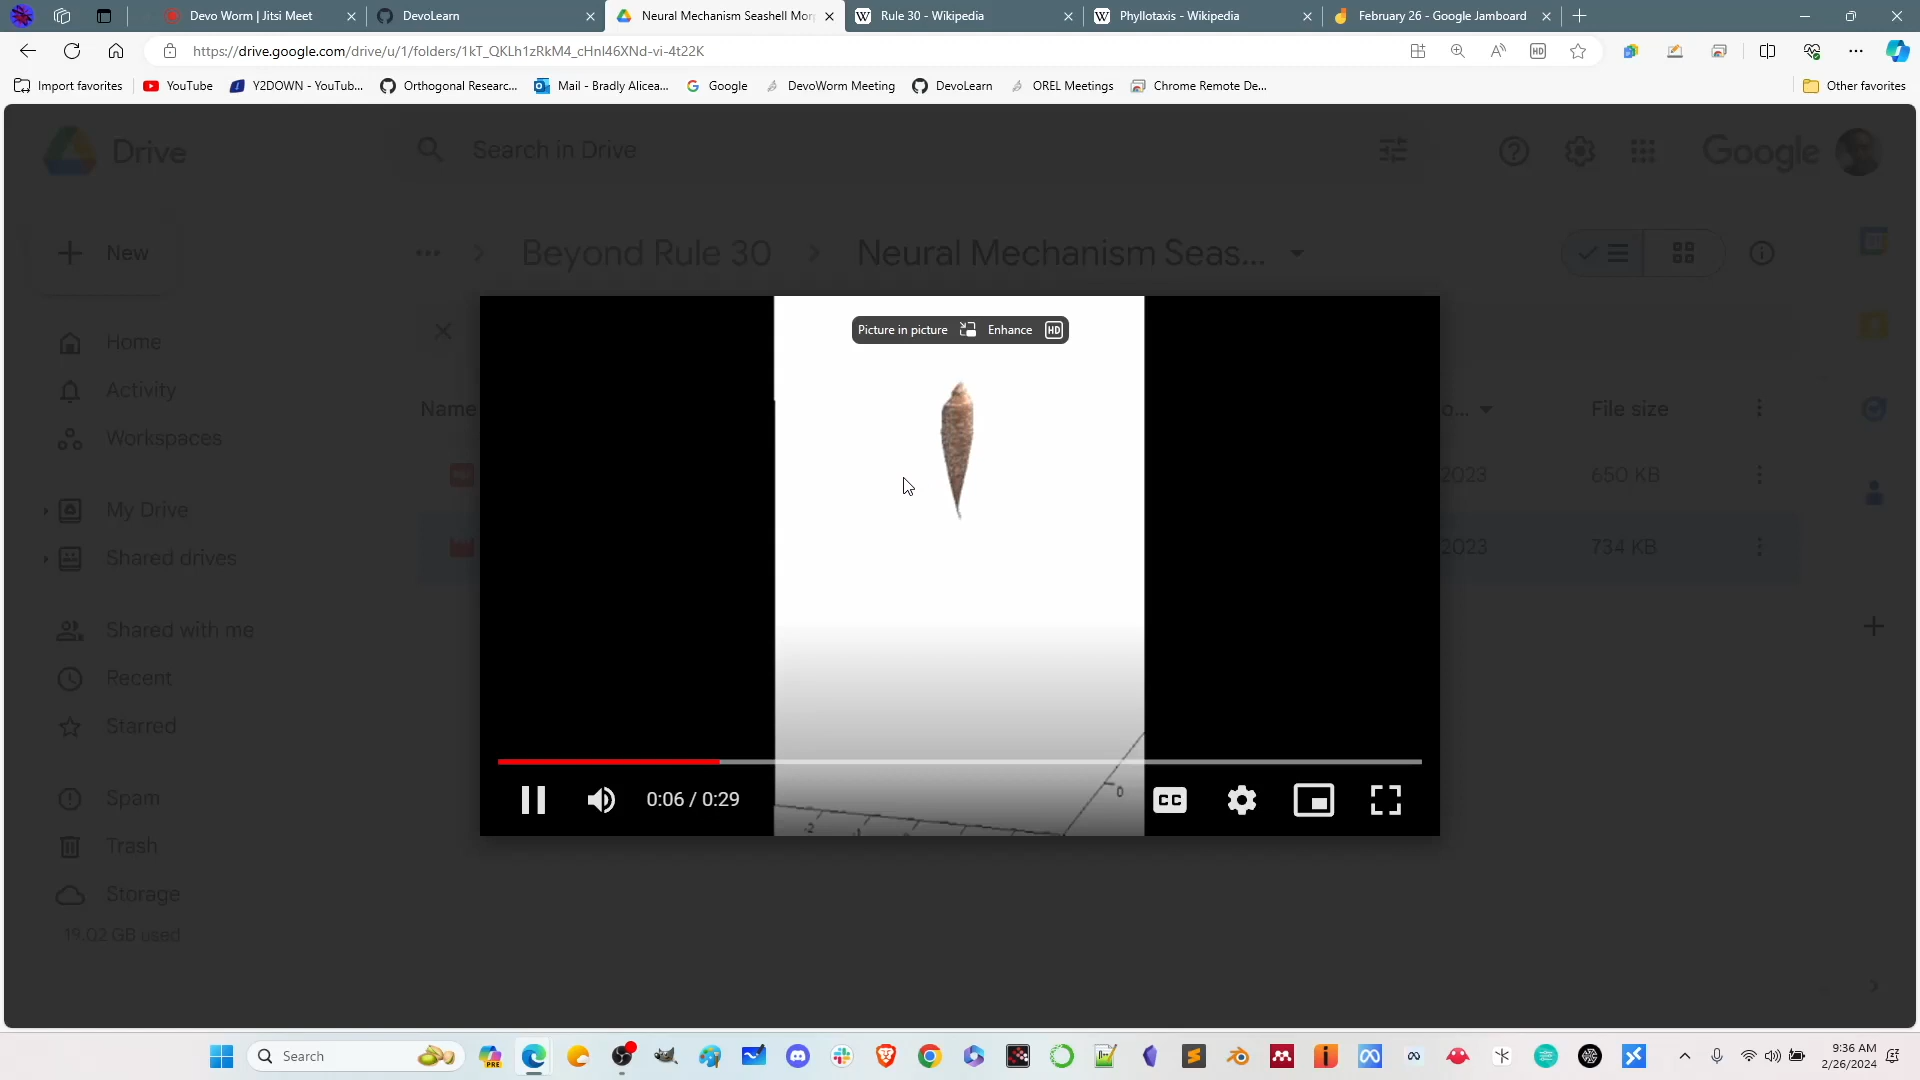 Devo Worm | Jitsi Meet
DevoLearn
Neural Mechanism Seashell Mor
Rule 30 - Wikipedia
Phyllotaxis - Wikipedia
February 26 - Google Jamboard
https://drive.google.com/drive/u/1/folders/1kT_QKLh1zRkM4_cHnl46XNd-vi-4t22K
Import favorites
YouTube
Y2DOWN - YouTub...
Orthogonal Researc...
Mail - Bradly Alicea...
Google
DevoWorm Meeting
DevoLearn
OREL Meetings
Chrome Remote De...
Other favorites
Drive
Search in Drive
Google
New
Beyond Rule 30
Neural Mechanism Seas...
Picture in picture
Enhance
HD
Home
Activity
Workspaces
My Drive
Shared drives
Shared with me
Recent
Starred
Spam
Trash
Storage
19.02 GB used
Name
o...
File size
2023
650 KB
2023
734 KB
0
-2
-1
0:06 / 0:29
CC
Search
9:36 AM
2/26/2024